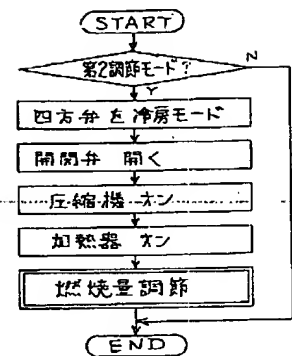 START
第2調節モード?
N
Y
四方弁を冷房モード
開閉弁 開く
圧縮機 オン
加熱器 オン
燃焼量調節
END